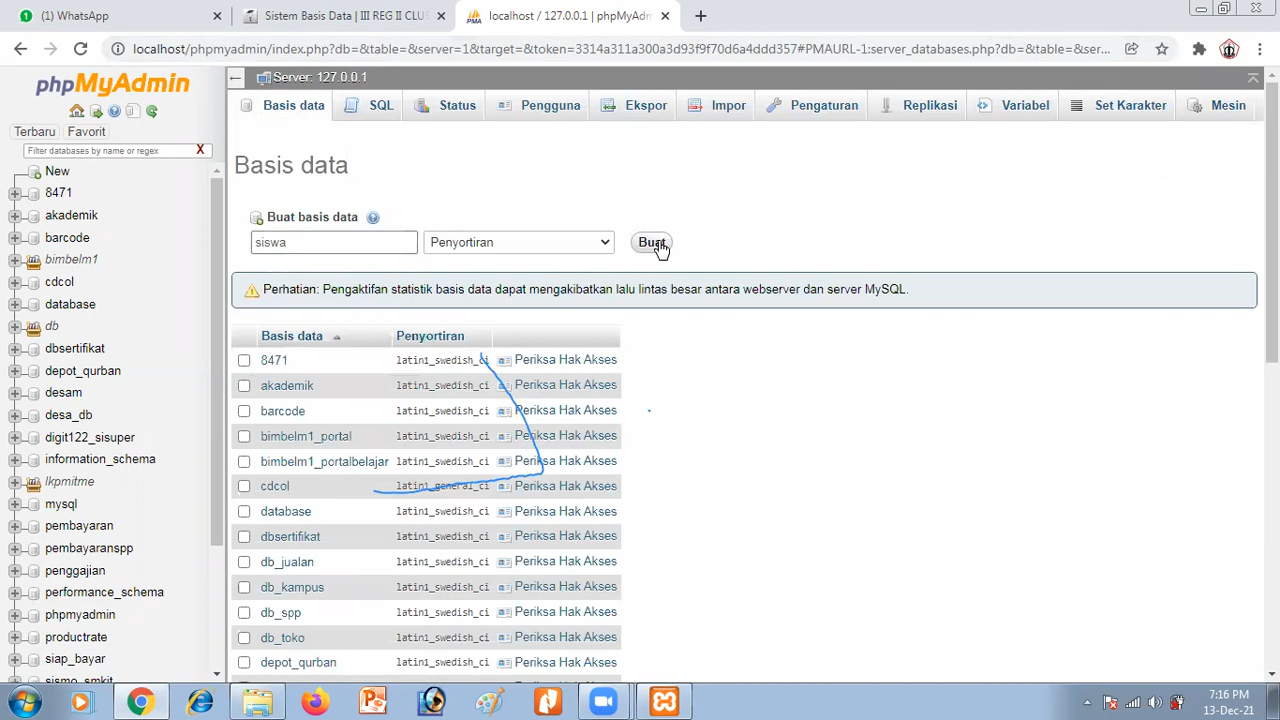 (1) WhatsApp
Sistem Basis Data | III REG II CLUS
localhost / 127.0.0.1 | phpMyAdm
localhost/phpmyadmin/index.php?db=&table=&server=1&target=&token=3314a311a300a3d93f9f70d6a4ddd357#PMAURL-1:server_databases.php?db=&table=&ser...
phpMyAdmin
Terbaru Favorit
Filter databases by name or regex X
New
8471
akademik
barcode
bimbelm1
cdcol
database
db
dbsertifikat
depot_qurban
desam
desa_db
digit122_sisuper
information_schema
lkpmitme
mysql
pembayaran
pembayaranspp
penggajian
performance_schema
phpmyadmin
productrate
siap_bayar
sismo_smkit
Server: 127.0.0.1
Basis data SQL Status Pengguna Ekspor Impor Pengaturan Replikasi Variabel Set Karakter Mesin
Basis data
Buat basis data
siswa Penyortiran Buat
Perhatian: Pengaktifan statistik basis data dapat mengakibatkan lalu lintas besar antara webserver dan server MySQL.
Basis data Penyortiran
8471 latin1_swedish_ci Periksa Hak Akses
akademik latin1_swedish_ci Periksa Hak Akses
barcode latin1_swedish_ci Periksa Hak Akses
bimbelm1_portal latin1_swedish_ci Periksa Hak Akses
bimbelm1_portalbelajar latin1_swedish_ci Periksa Hak Akses
cdcol latin1_general_ci Periksa Hak Akses
database latin1_swedish_ci Periksa Hak Akses
dbsertifikat latin1_swedish_ci Periksa Hak Akses
db_jualan latin1_swedish_ci Periksa Hak Akses
db_kampus latin1_swedish_ci Periksa Hak Akses
db_spp latin1_swedish_ci Periksa Hak Akses
db_toko latin1_swedish_ci Periksa Hak Akses
depot_qurban latin1_swedish_ci Periksa Hak Akses
7:16 PM
13-Dec-21